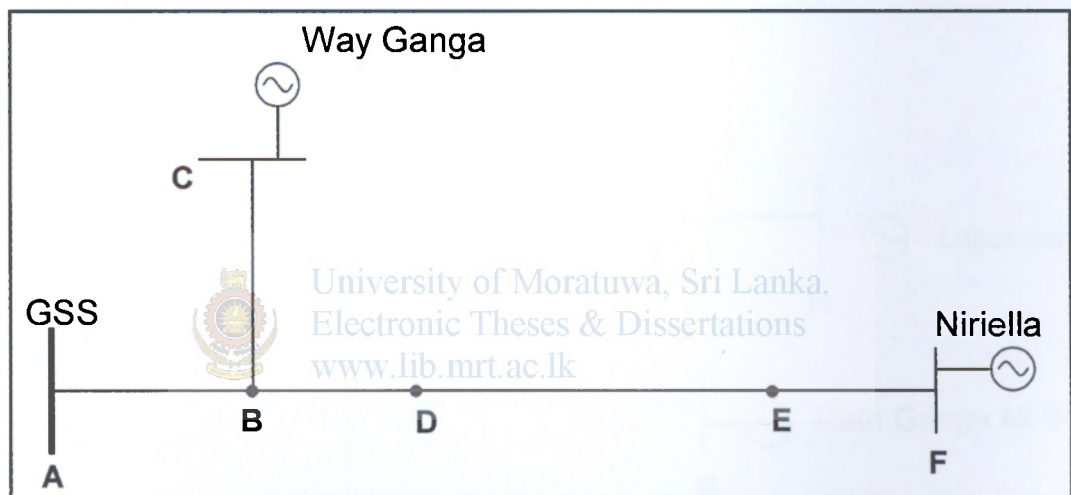 Way Ganga
C
University of Moratuwa, Sri Lanka.
Electronic Theses & Dissertations
www.lib.mrt.ac.lk
GSS
Niriella
B
D
E
F
A